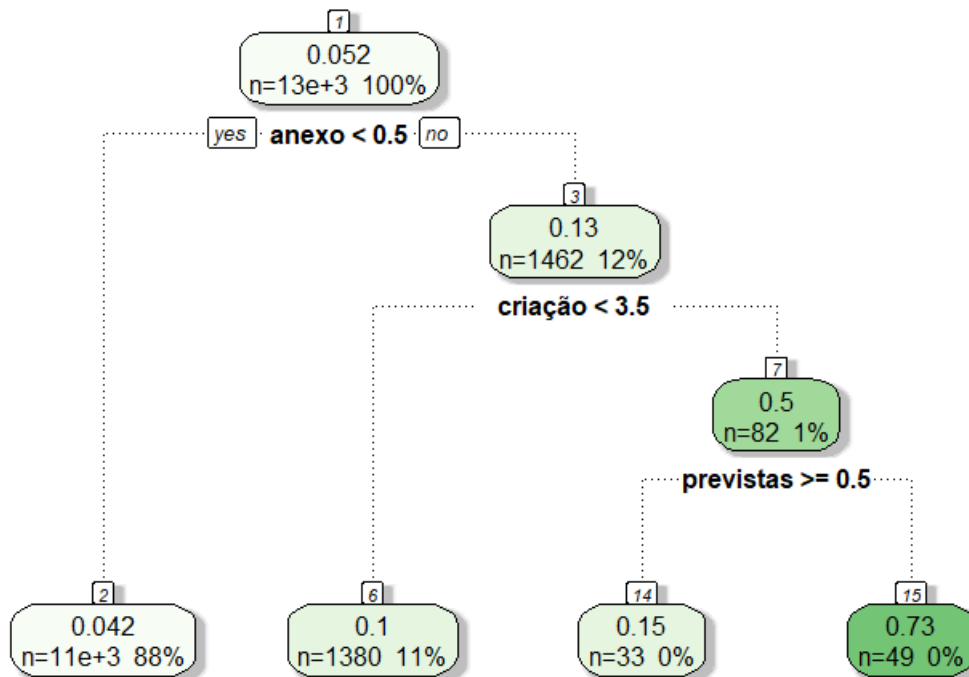 1
0.052
n=13e+3 100%
yes anexo < 0.5 no
3
0.13
n=1462 12%
criação < 3.5
7
0.5
n=82 1%
previstas >= 0.5
2
0.042
n=11e+3 88%
6
0.1
n=1380 11%
14
0.15
n=33 0%
15
0.73
n=49 0%